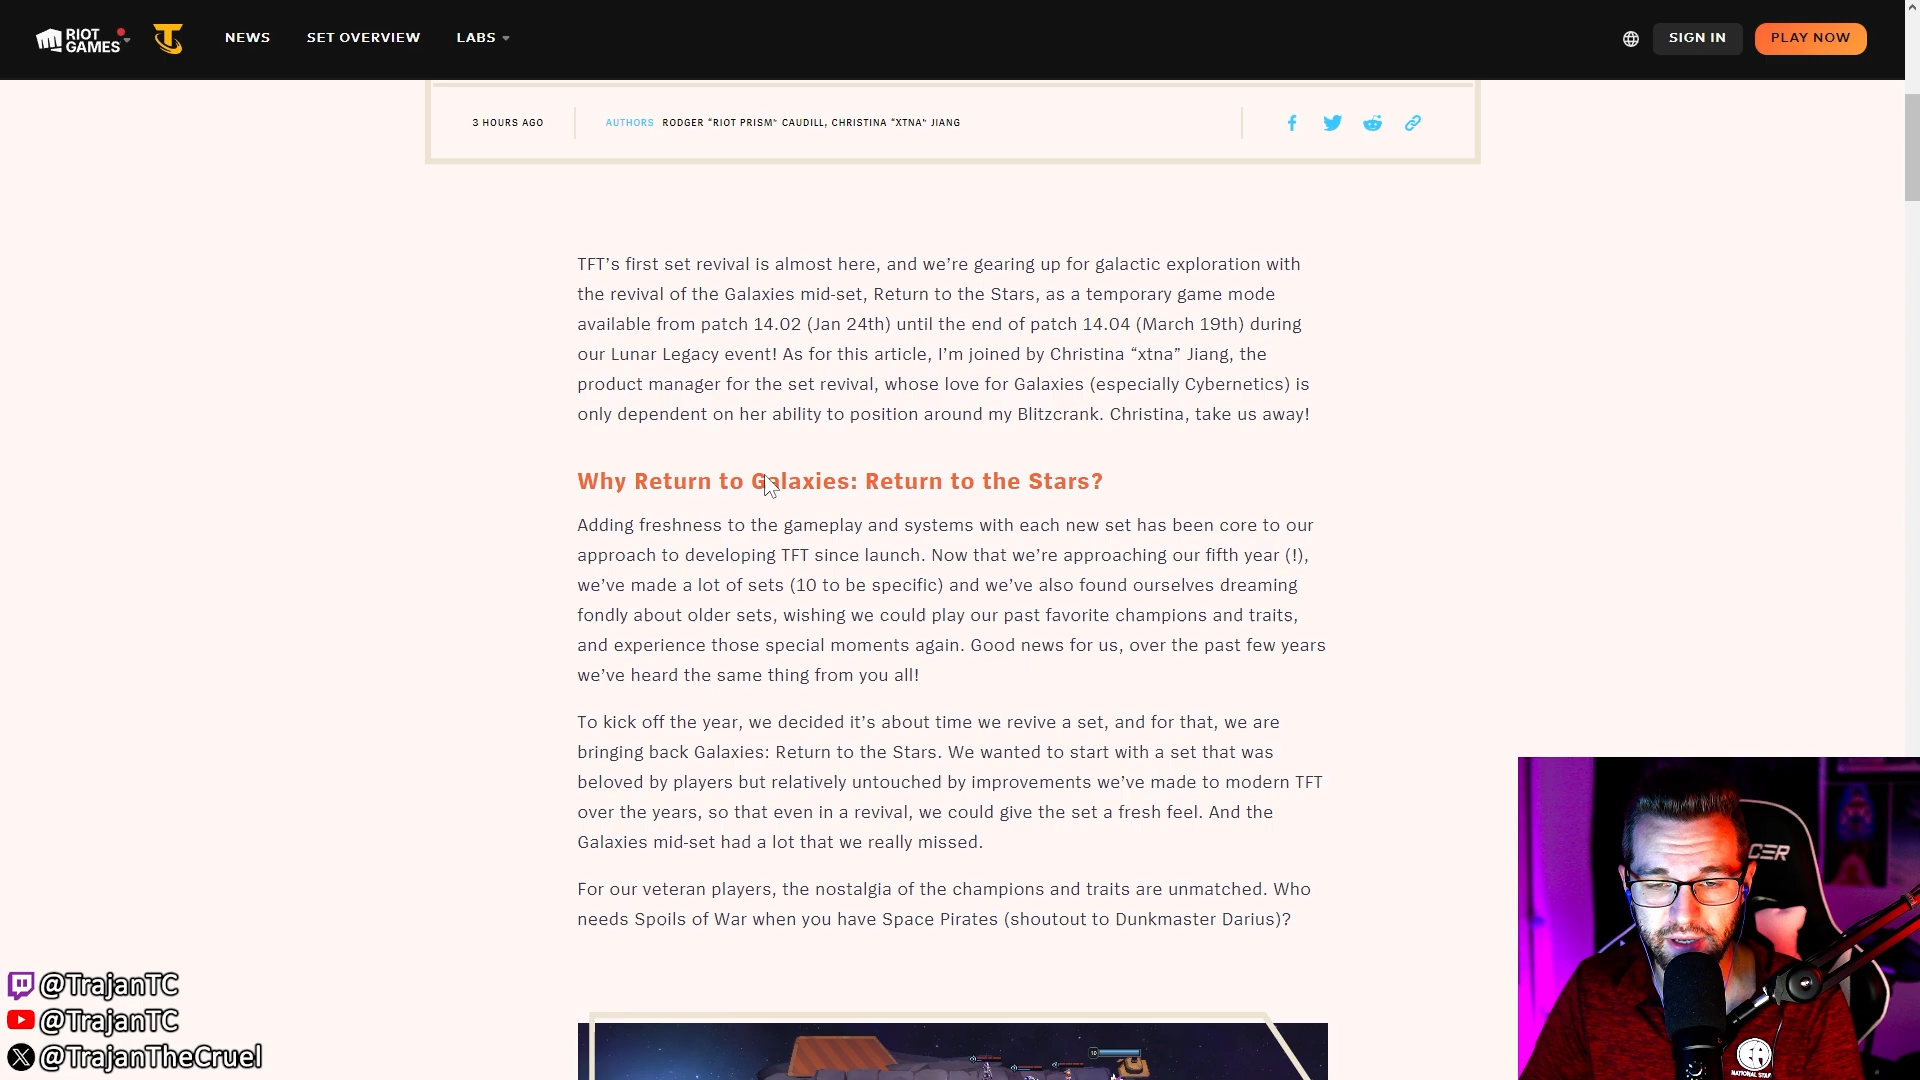 RIOT GAMES
NEWS
SET OVERVIEW
LABS
SIGN IN
PLAY NOW
3 HOURS AGO
AUTHORS RODGER "RIOT PRISM" CAUDILL, CHRISTINA "XTNA" JIANG
TFT’s first set revival is almost here, and we’re gearing up for galactic exploration with
the revival of the Galaxies mid-set, Return to the Stars, as a temporary game mode
available from patch 14.02 (Jan 24th) until the end of patch 14.04 (March 19th) during
our Lunar Legacy event! As for this article, I’m joined by Christina “xtna” Jiang, the
product manager for the set revival, whose love for Galaxies (especially Cybernetics) is
only dependent on her ability to position around my Blitzcrank. Christina, take us away!
Why Return to Galaxies: Return to the Stars?
Adding freshness to the gameplay and systems with each new set has been core to our
approach to developing TFT since launch. Now that we’re approaching our fifth year (!),
we’ve made a lot of sets (10 to be specific) and we’ve also found ourselves dreaming
fondly about older sets, wishing we could play our past favorite champions and traits,
and experience those special moments again. Good news for us, over the past few years
we’ve heard the same thing from you all!
To kick off the year, we decided it’s about time we revive a set, and for that, we are
bringing back Galaxies: Return to the Stars. We wanted to start with a set that was
beloved by players but relatively untouched by improvements we’ve made to modern TFT
over the years, so that even in a revival, we could give the set a fresh feel. And the
Galaxies mid-set had a lot that we really missed.
For our veteran players, the nostalgia of the champions and traits are unmatched. Who
needs Spoils of War when you have Space Pirates (shoutout to Dunkmaster Darius)?
@TrajanTC
@TrajanTC
@TrajanTheCruel